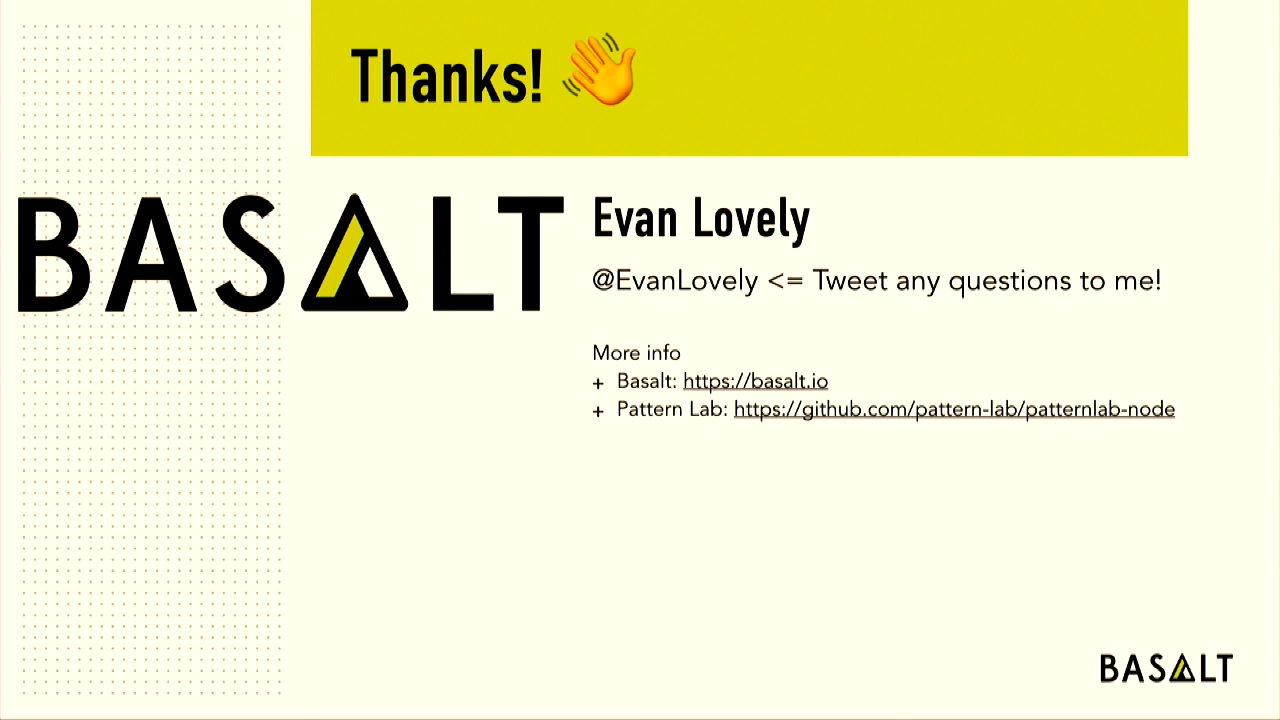 Thanks! 👋
BASALT
Evan Lovely
@EvanLovely <= Tweet any questions to me!
More info
+ Basalt: https://basalt.io
+ Pattern Lab: https://github.com/pattern-lab/patternlab-node
BASALT